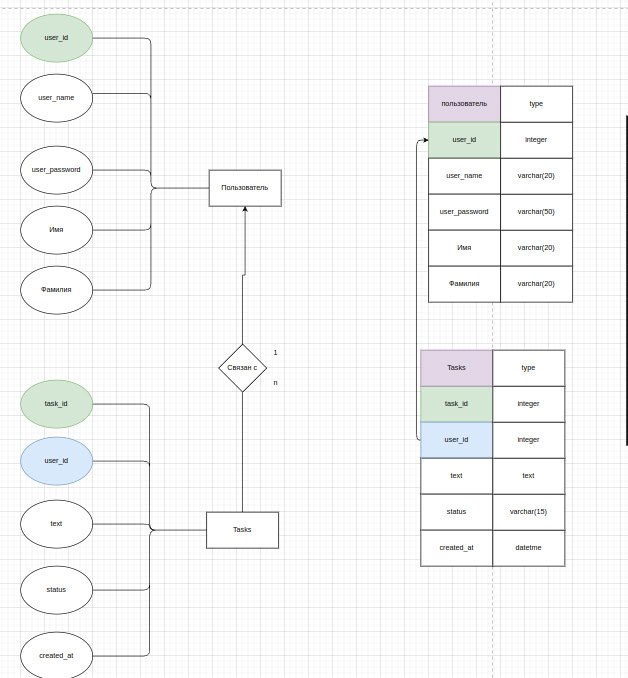 user_id
user_name
user_password
Имя
Фамилия
Пользователь
Связан с
1
n
task_id
user_id
text
status
created_at
Tasks
пользователь type
user_id integer
user_name varchar(20)
user_password varchar(50)
Имя varchar(20)
Фамилия varchar(20)
Tasks type
task_id integer
user_id integer
text text
status varchar(15)
created_at datetme